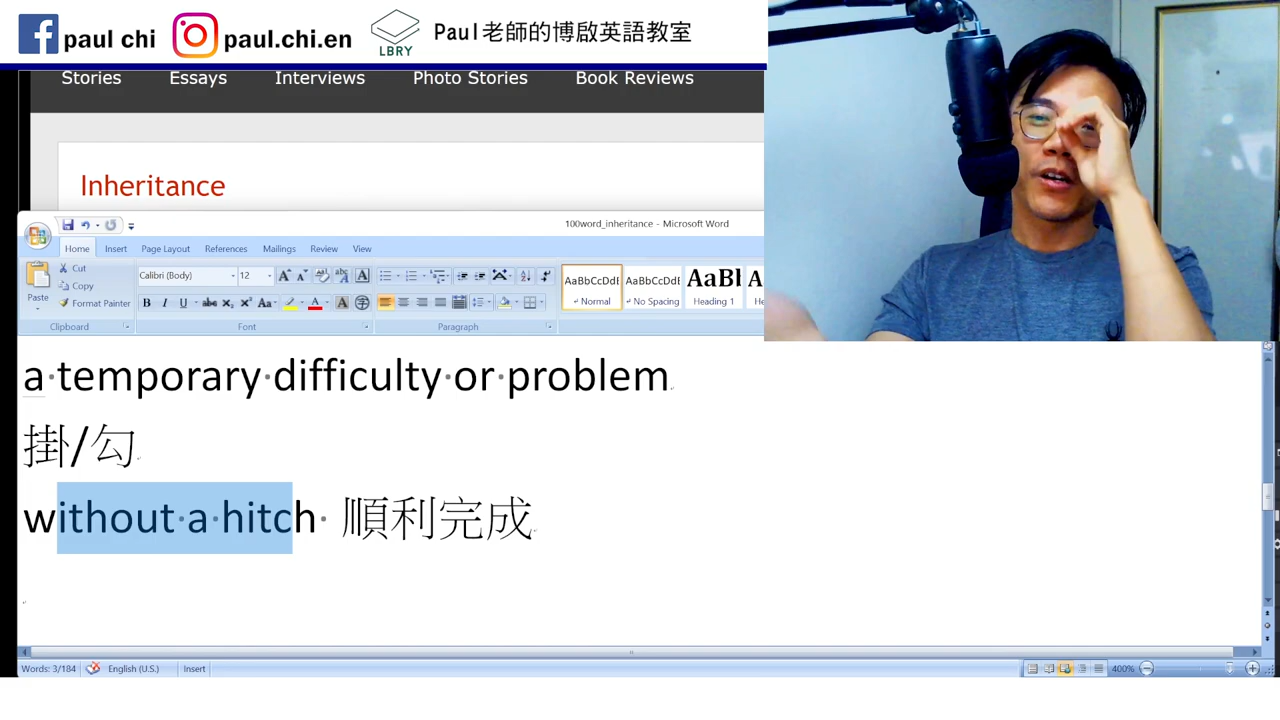 paul chi
paul.chi.en
LBRY
Paul老師的博啟英語教室
Stories Essays Interviews Photo Stories Book Reviews
Inheritance
100word_inheritance - Microsoft Word
Home Insert Page Layout References Mailings Review View
Paste
Cut
Copy
Format Painter
Clipboard
Calibri (Body) 12
Font
Paragraph
AaBbCcDdE AaBbCcDdE AaBl
Normal No Spacing Heading 1
a temporary difficulty or problem
掛/勾
without a hitch 順利完成
Words: 3/184 English (U.S.) Insert 400%